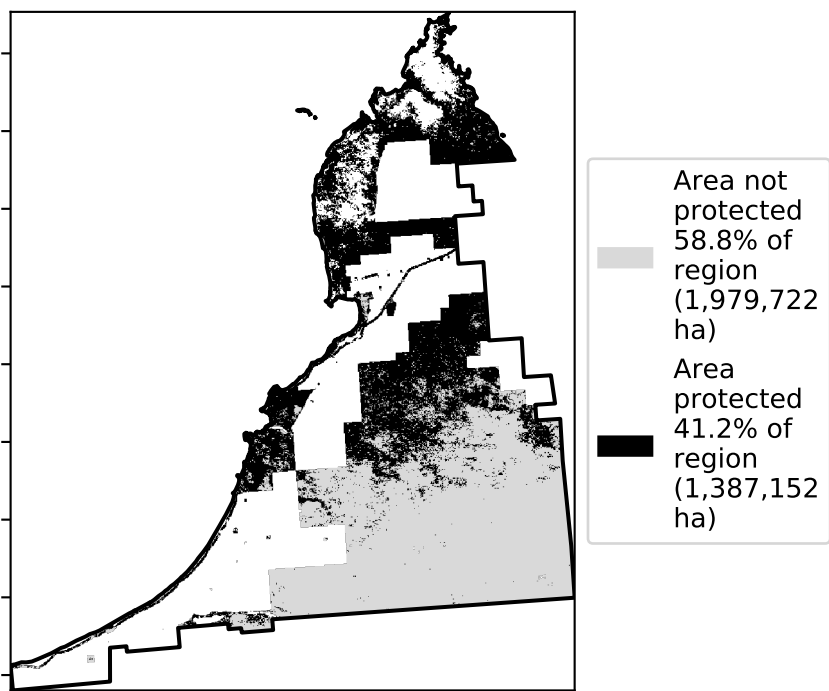 Area not
protected
58.8% of
region
(1,979,722
ha)
Area
protected
41.2% of
region
(1,387,152
ha)